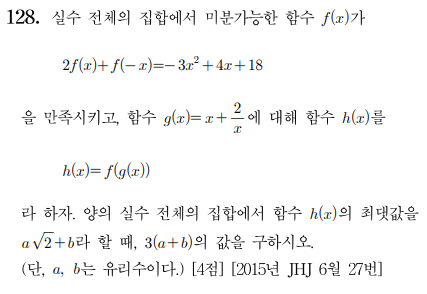 128. 실수 전체의 집합에서 미분가능한 함수 f(x)가
2f(x)+f(−x)=−3x²+4x+18
을 만족시키고, 함수 g(x)=x+2/x에 대해 함수 h(x)를
h(x)=f(g(x))
라 하자. 양의 실수 전체의 집합에서 함수 h(x)의 최댓값을
a√2+b라 할 때, 3(a+b)의 값을 구하시오.
(단, a, b는 유리수이다.) [4점] [2015년 JHJ 6월 27번]